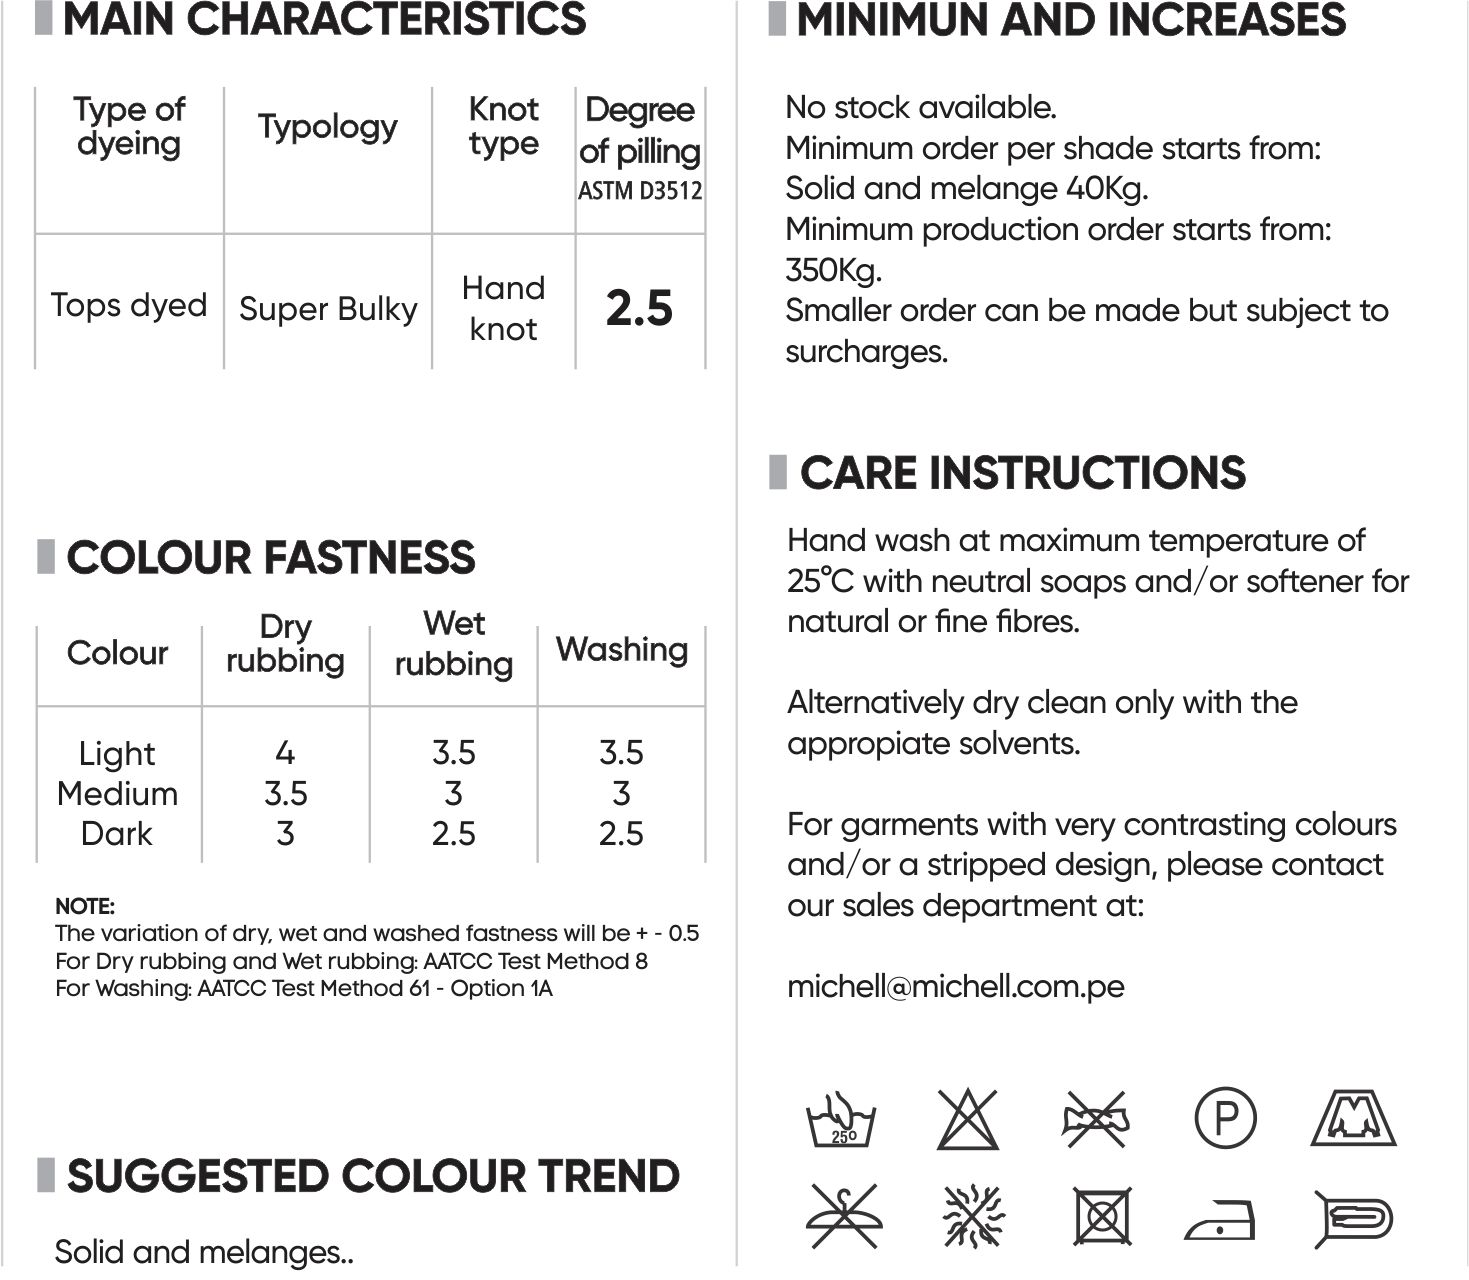 MAIN CHARACTERISTICS
Type of
dyeing
Typology
Knot
type
Degree
of pilling
ASTM D3512
Tops dyed
Super Bulky
Hand
knot
2.5
COLOUR FASTNESS
Colour
Dry
rubbing
Wet
rubbing
Washing
Light 4 3.5 3.5
Medium 3.5 3 3
Dark 3 2.5 2.5
NOTE:
The variation of dry, wet and washed fastness will be + - 0.5
For Dry rubbing and Wet rubbing: AATCC Test Method 8
For Washing: AATCC Test Method 61 - Option 1A
SUGGESTED COLOUR TREND
Solid and melanges..
MINIMUN AND INCREASES
No stock available.
Minimum order per shade starts from:
Solid and melange 40Kg.
Minimum production order starts from:
350Kg.
Smaller order can be made but subject to
surcharges.
CARE INSTRUCTIONS
Hand wash at maximum temperature of
25°C with neutral soaps and/or softener for
natural or fine fibres.
Alternatively dry clean only with the
appropiate solvents.
For garments with very contrasting colours
and/or a stripped design, please contact
our sales department at:
michell@michell.com.pe
25º
P